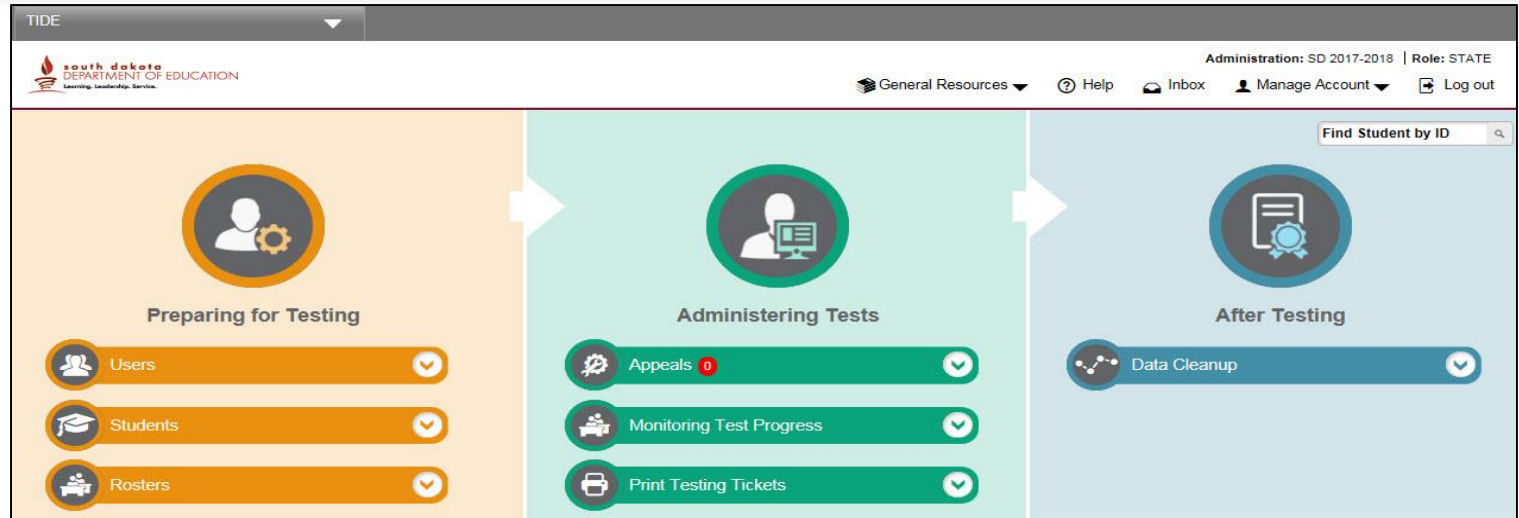 TIDE
south dakota
DEPARTMENT OF EDUCATION
Learning. Leadership. Service.
Administration: SD 2017-2018 | Role: STATE
General Resources
Help
Inbox
Manage Account
Log out
Find Student by ID
Preparing for Testing
Users
Students
Rosters
Administering Tests
Appeals 0
Monitoring Test Progress
Print Testing Tickets
After Testing
Data Cleanup